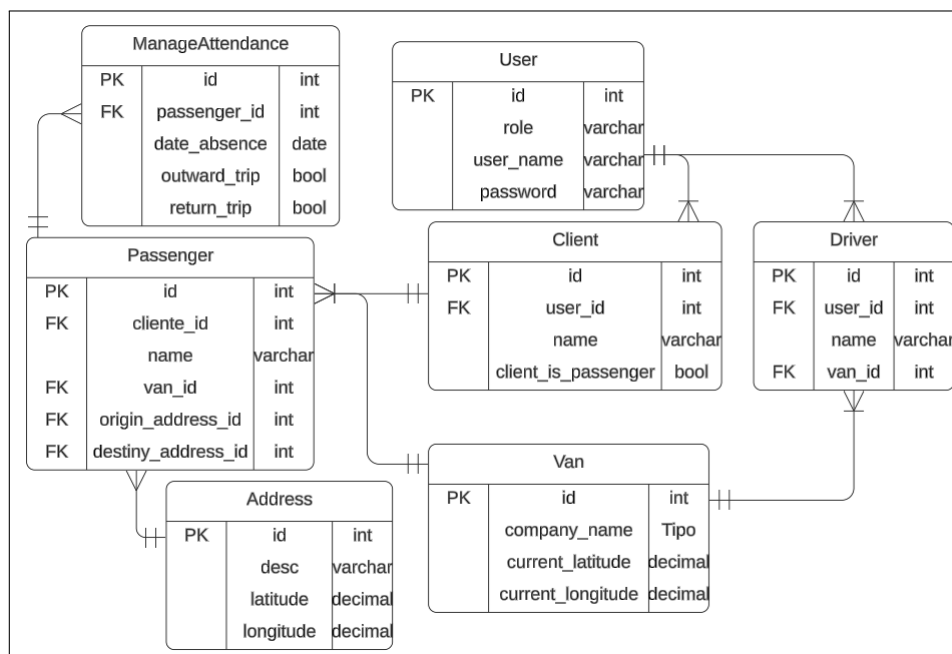 ManageAttendance
PK id int
FK passenger_id int
date_absence date
outward_trip bool
return_trip bool
User
PK id int
role varchar
user_name varchar
password varchar
Passenger
PK id int
FK cliente_id int
name varchar
FK van_id int
FK origin_address_id int
FK destiny_address_id int
Client
PK id int
FK user_id int
name varchar
client_is_passenger bool
Driver
PK id int
FK user_id int
name varchar
FK van_id int
Address
PK id int
desc varchar
latitude decimal
longitude decimal
Van
PK id int
company_name Tipo
current_latitude decimal
current_longitude decimal